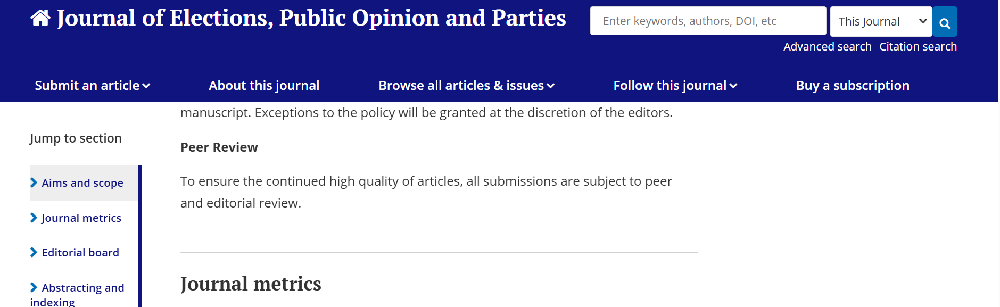 Journal of Elections, Public Opinion and Parties
Enter keywords, authors, DOI, etc
This Journal
Advanced search Citation search
Submit an article
About this journal
Browse all articles & issues
Follow this journal
Buy a subscription
manuscript. Exceptions to the policy will be granted at the discretion of the editors.
Jump to section
Aims and scope
Journal metrics
Editorial board
Abstracting and
indexing
Peer Review
To ensure the continued high quality of articles, all submissions are subject to peer
and editorial review.
Journal metrics